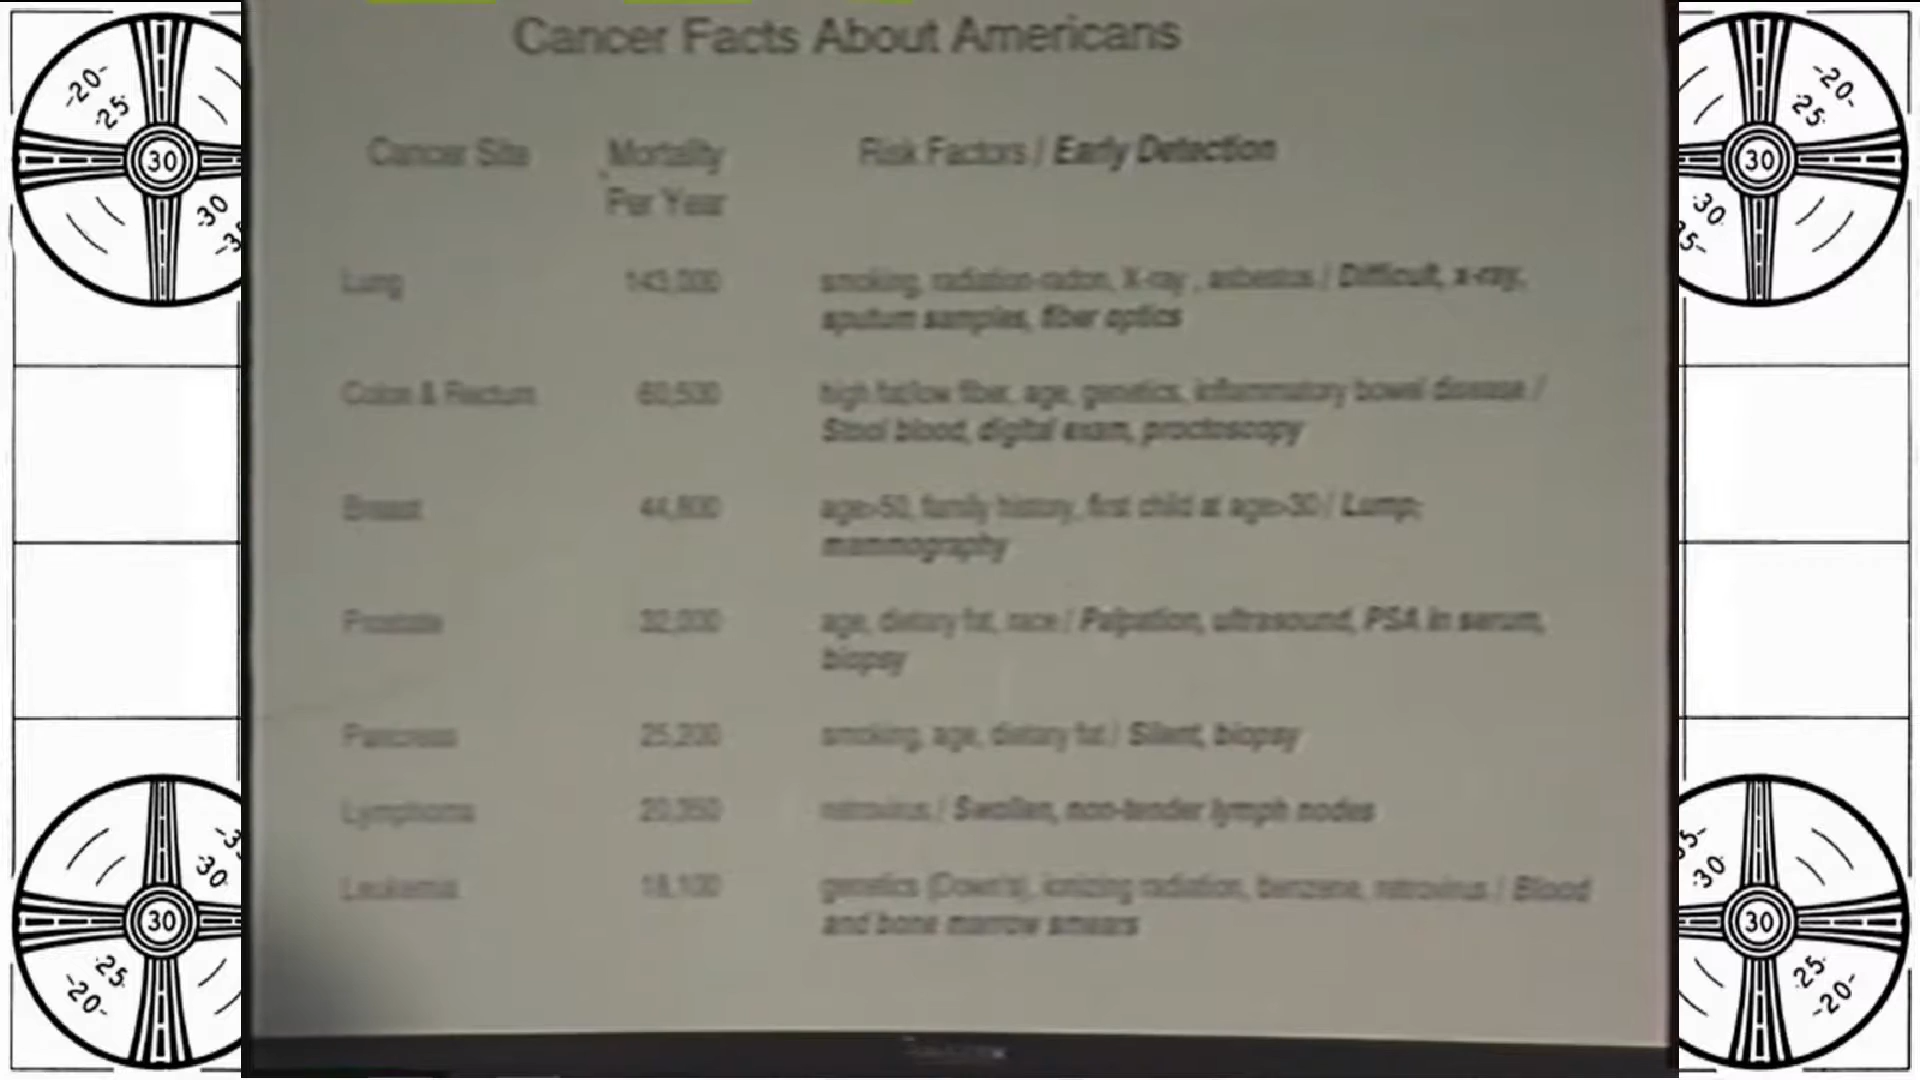 Cancer Facts About Americans
Cancer Site Mortality Risk Factors / Early Detection
Per Year
Lung 143,000 smoking, radiation-radon, X-ray, asbestos / Difficult, x-ray,
sputum samples, fiber optics
Colon & Rectum 60,500 high fat/low fiber, age, genetics, inflammatory bowel disease /
Stool blood, digital exam, proctoscopy
Breast 44,800 age>50, family history, first child at age>30 / Lump;
mammography
Prostate 32,000 age, dietary fat, race / Palpation, ultrasound, PSA in serum,
biopsy
Pancreas 25,200 smoking, age, dietary fat / Silent, biopsy
Lymphoma 20,350 retrovirus / Swollen, non-tender lymph nodes
Leukemia 18,100 genetics (Down's), ionizing radiation, benzene, retrovirus / Blood
and bone marrow smears
-20- 25 30 30
-20- 25 30 30
30 30 25 -20-
30 30 25 -20-